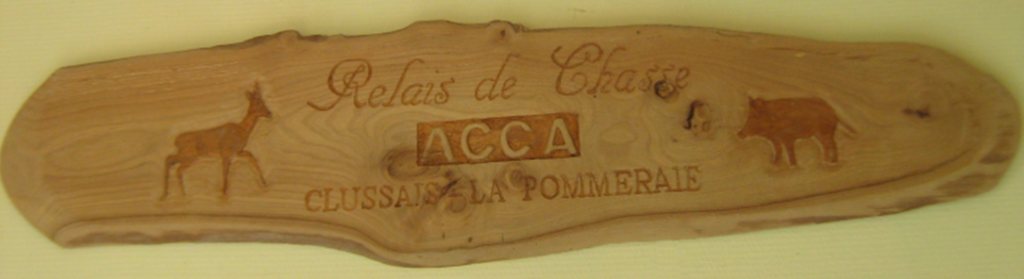 Relais de Chasse
ACCA
CLUSSAIS-LA POMMERAIE